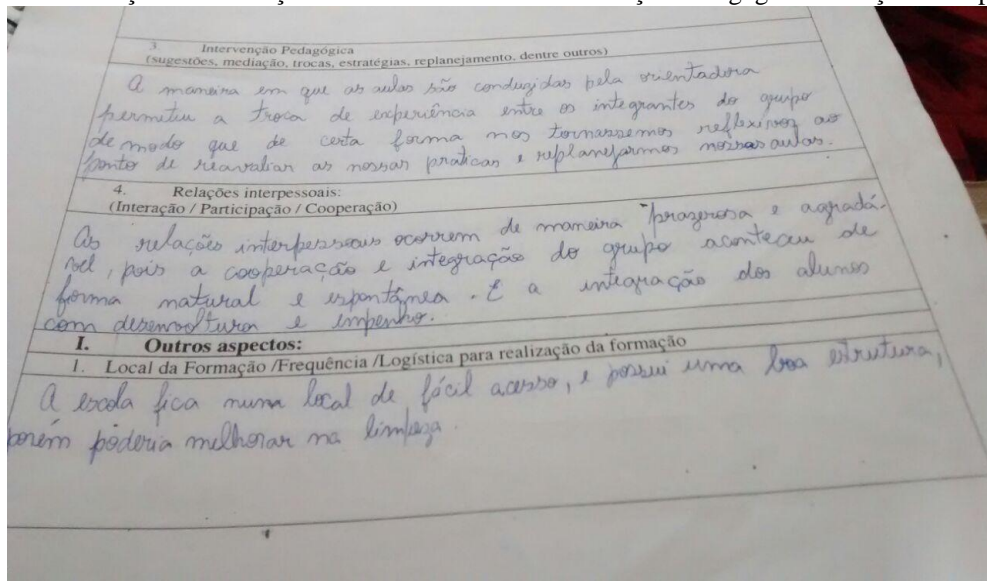 3. Intervenção Pedagógica
(sugestões, mediação, trocas, estratégias, replanejamento, dentre outros)
A maneira em que as aulas são conduzidas pela orientadora
permitiu a troca de experiência entre os integrantes do grupo
de modo que de certa forma nos tornassemos reflexivos ao
ponto de reavaliar as nossas praticas e replanejarmos nossas aulas.
4. Relações interpessoais:
(Interação / Participação / Cooperação)
As relações interpessoais ocorrem de maneira prazerosa e agradá-
vel, pois a cooperação e integração do grupo aconteceu de
forma natural e espontânea. E a integração dos alunos
com desenvoltura e empenho.
I. Outros aspectos:
1. Local da Formação /Frequência /Logística para realização da formação
A escola fica numa local de fácil acesso, e possui uma boa estrutura,
porém poderia melhorar na limpeza.